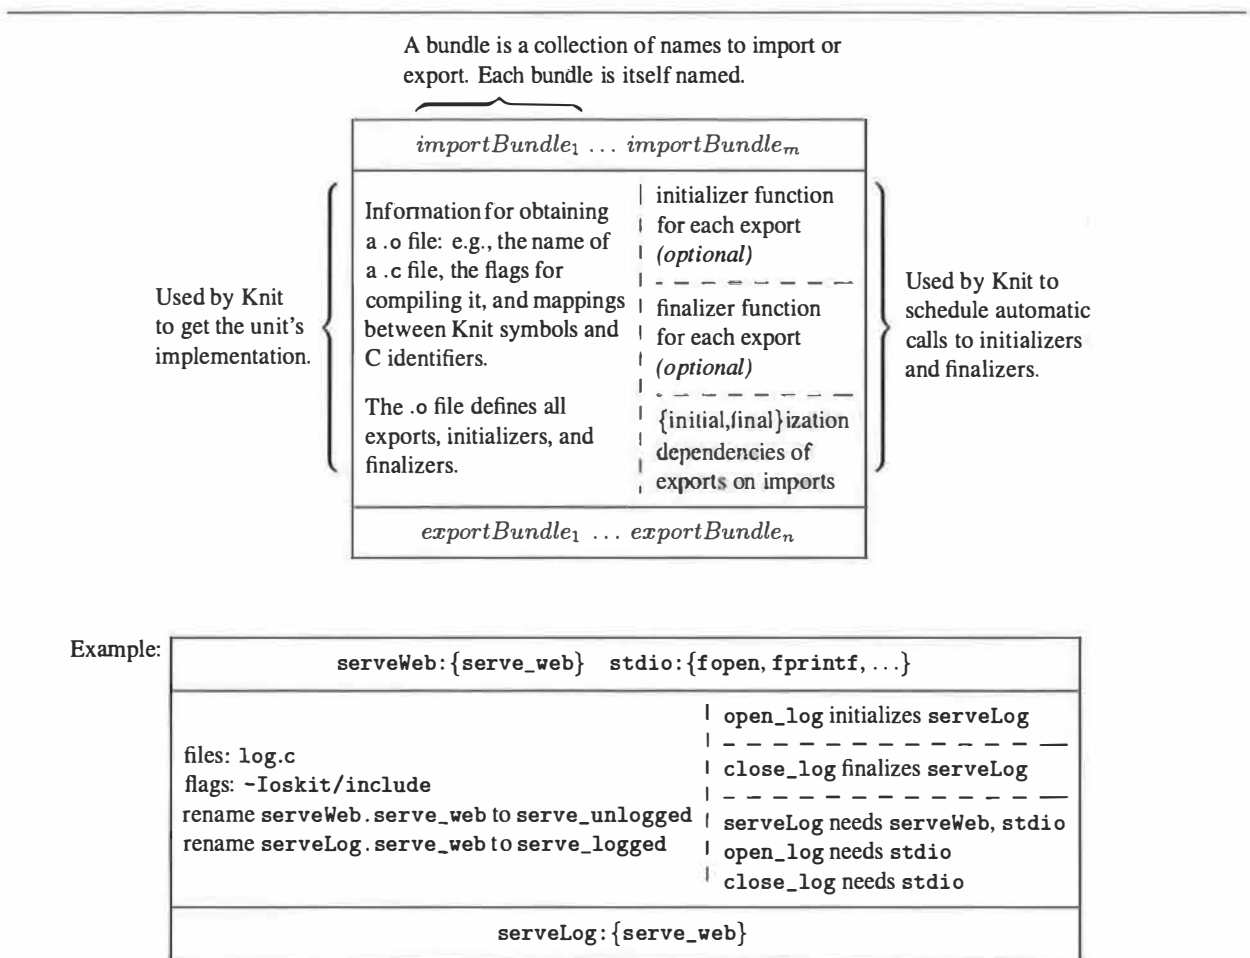 A bundle is a collection of names to import or
export. Each bundle is itself named.
importBundle₁ ... importBundleₘ
Used by Knit
to get the unit's
implementation.
Information for obtaining
a .o file: e.g., the name of
a .c file, the flags for
compiling it, and mappings
between Knit symbols and
C identifiers.
The .o file defines all
exports, initializers, and
finalizers.
initializer function
for each export
(optional)
finalizer function
for each export
(optional)
{initial,final}ization
dependencies of
exports on imports
Used by Knit to
schedule automatic
calls to initializers
and finalizers.
exportBundle₁ ... exportBundleₙ
Example:
serveWeb:{serve_web} stdio:{fopen, fprintf, ...}
files: log.c
flags: -Ioskit/include
rename serveWeb.serve_web to serve_unlogged
rename serveLog.serve_web to serve_logged
open_log initializes serveLog
close_log finalizes serveLog
serveLog needs serveWeb, stdio
open_log needs stdio
close_log needs stdio
serveLog:{serve_web}